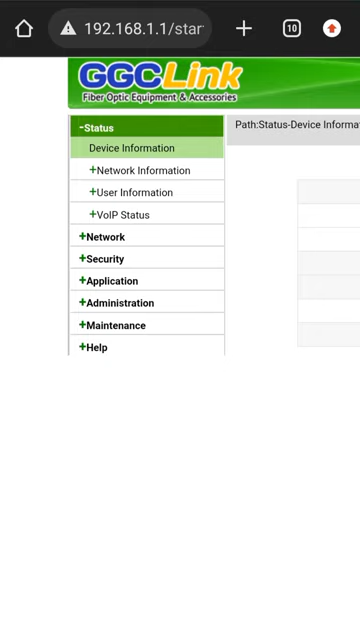 192.168.1.1/star
10
GGCLink
Fiber Optic Equipment & Accessories
-Status
Path:Status-Device Informa
Device Information
+Network Information
+User Information
+VoIP Status
+Network
+Security
+Application
+Administration
+Maintenance
+Help